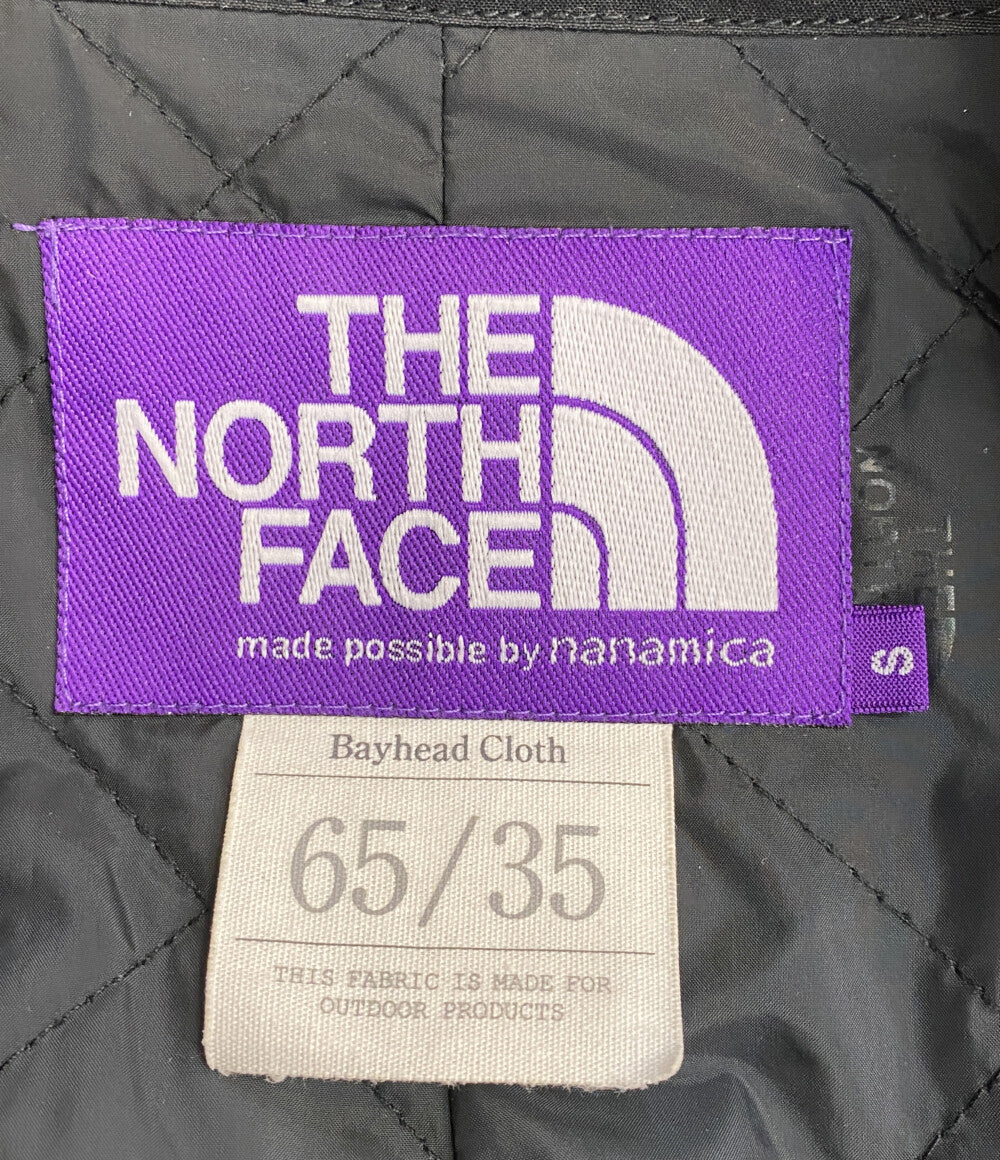 THE
NORTH
FACE
made possible by nanamica
S
Bayhead Cloth
65/35
THIS FABRIC IS MADE FOR
OUTDOOR PRODUCTS